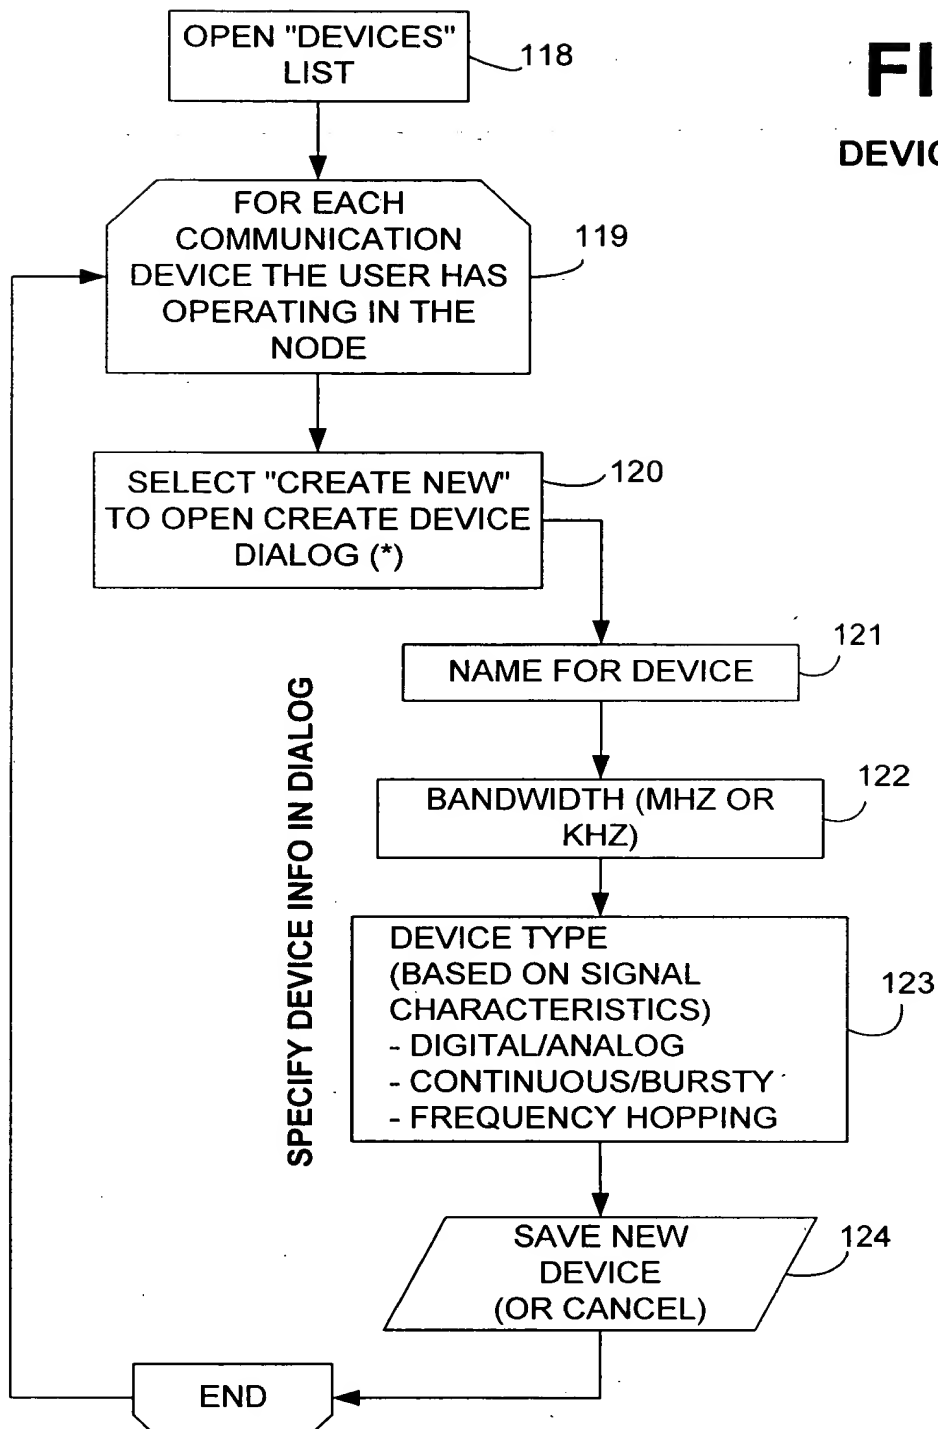 OPEN "DEVICES"
LIST
118
FI
DEVIC
FOR EACH
COMMUNICATION
DEVICE THE USER HAS
OPERATING IN THE
NODE
119
SELECT "CREATE NEW"
TO OPEN CREATE DEVICE
DIALOG (*)
120
SPECIFY DEVICE INFO IN DIALOG
NAME FOR DEVICE
121
BANDWIDTH (MHZ OR
KHZ)
122
DEVICE TYPE
(BASED ON SIGNAL
CHARACTERISTICS)
- DIGITAL/ANALOG
- CONTINUOUS/BURSTY
- FREQUENCY HOPPING
123
SAVE NEW
DEVICE
(OR CANCEL)
124
END